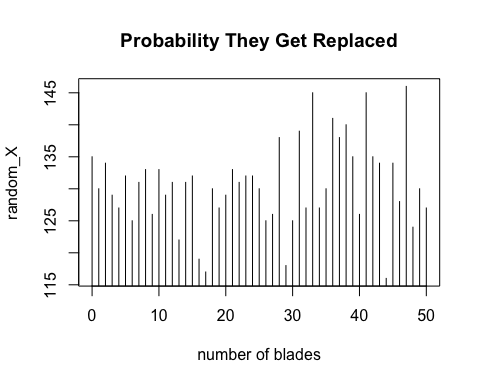 Probability They Get Replaced
random_X
145
135
125
115
0 10 20 30 40 50
number of blades